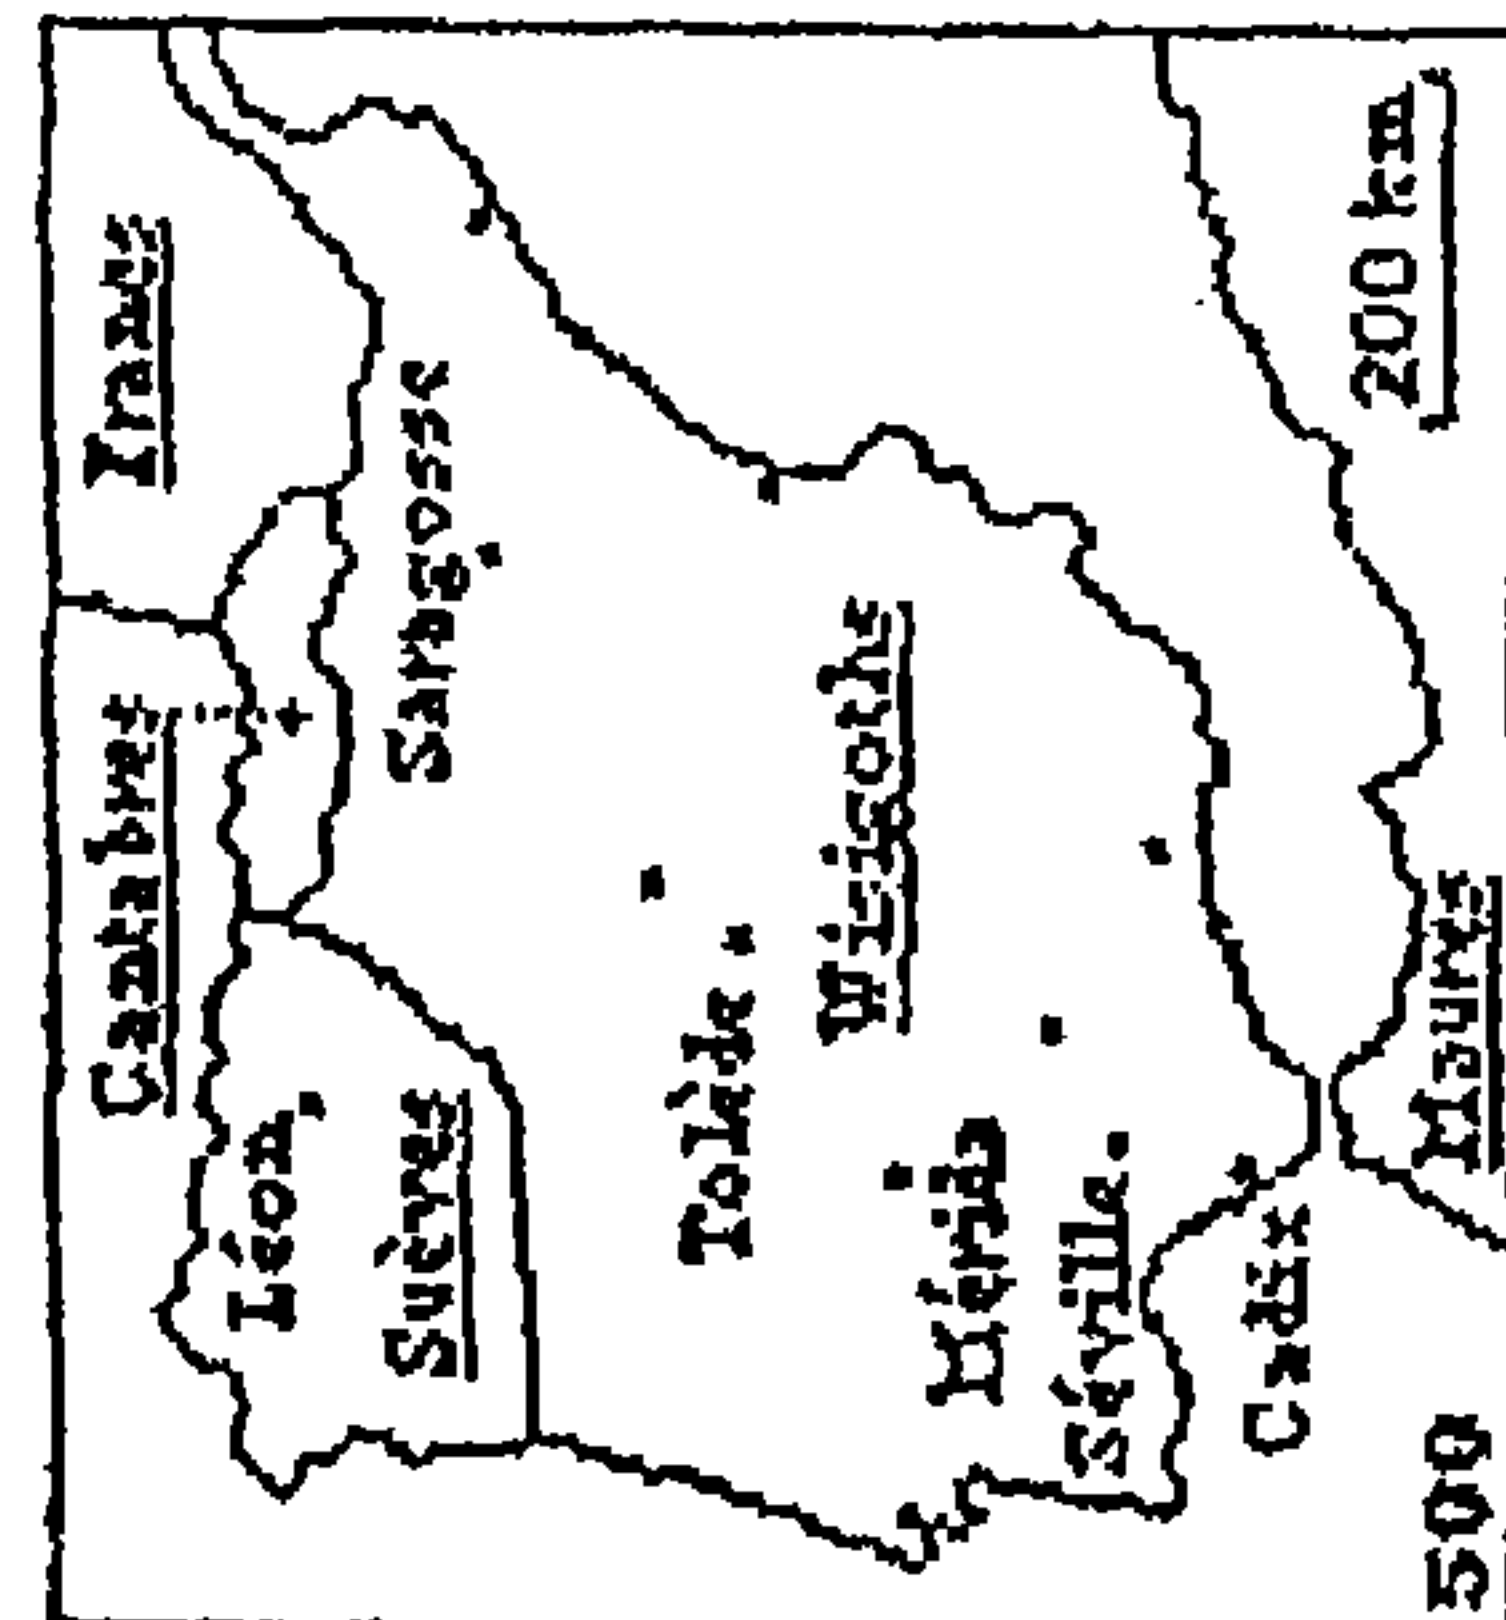 Cantabres
Francs
Léon
Suèves
Saragosse
Tolède
Wisigoths
Mérida
Séville
Cadix
200 km
Maures
500